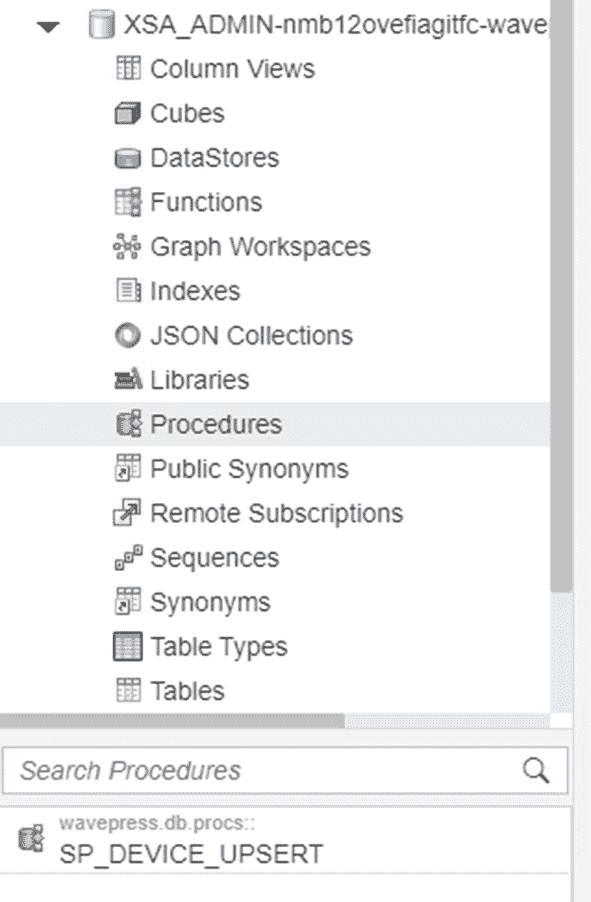 XSA_ADMIN-nmb12ovefiagitfc-wavep
Column Views
Cubes
DataStores
Functions
Graph Workspaces
Indexes
JSON Collections
Libraries
Procedures
Public Synonyms
Remote Subscriptions
Sequences
Synonyms
Table Types
Tables
Search Procedures
wavepress.db.procs::
SP_DEVICE_UPSERT